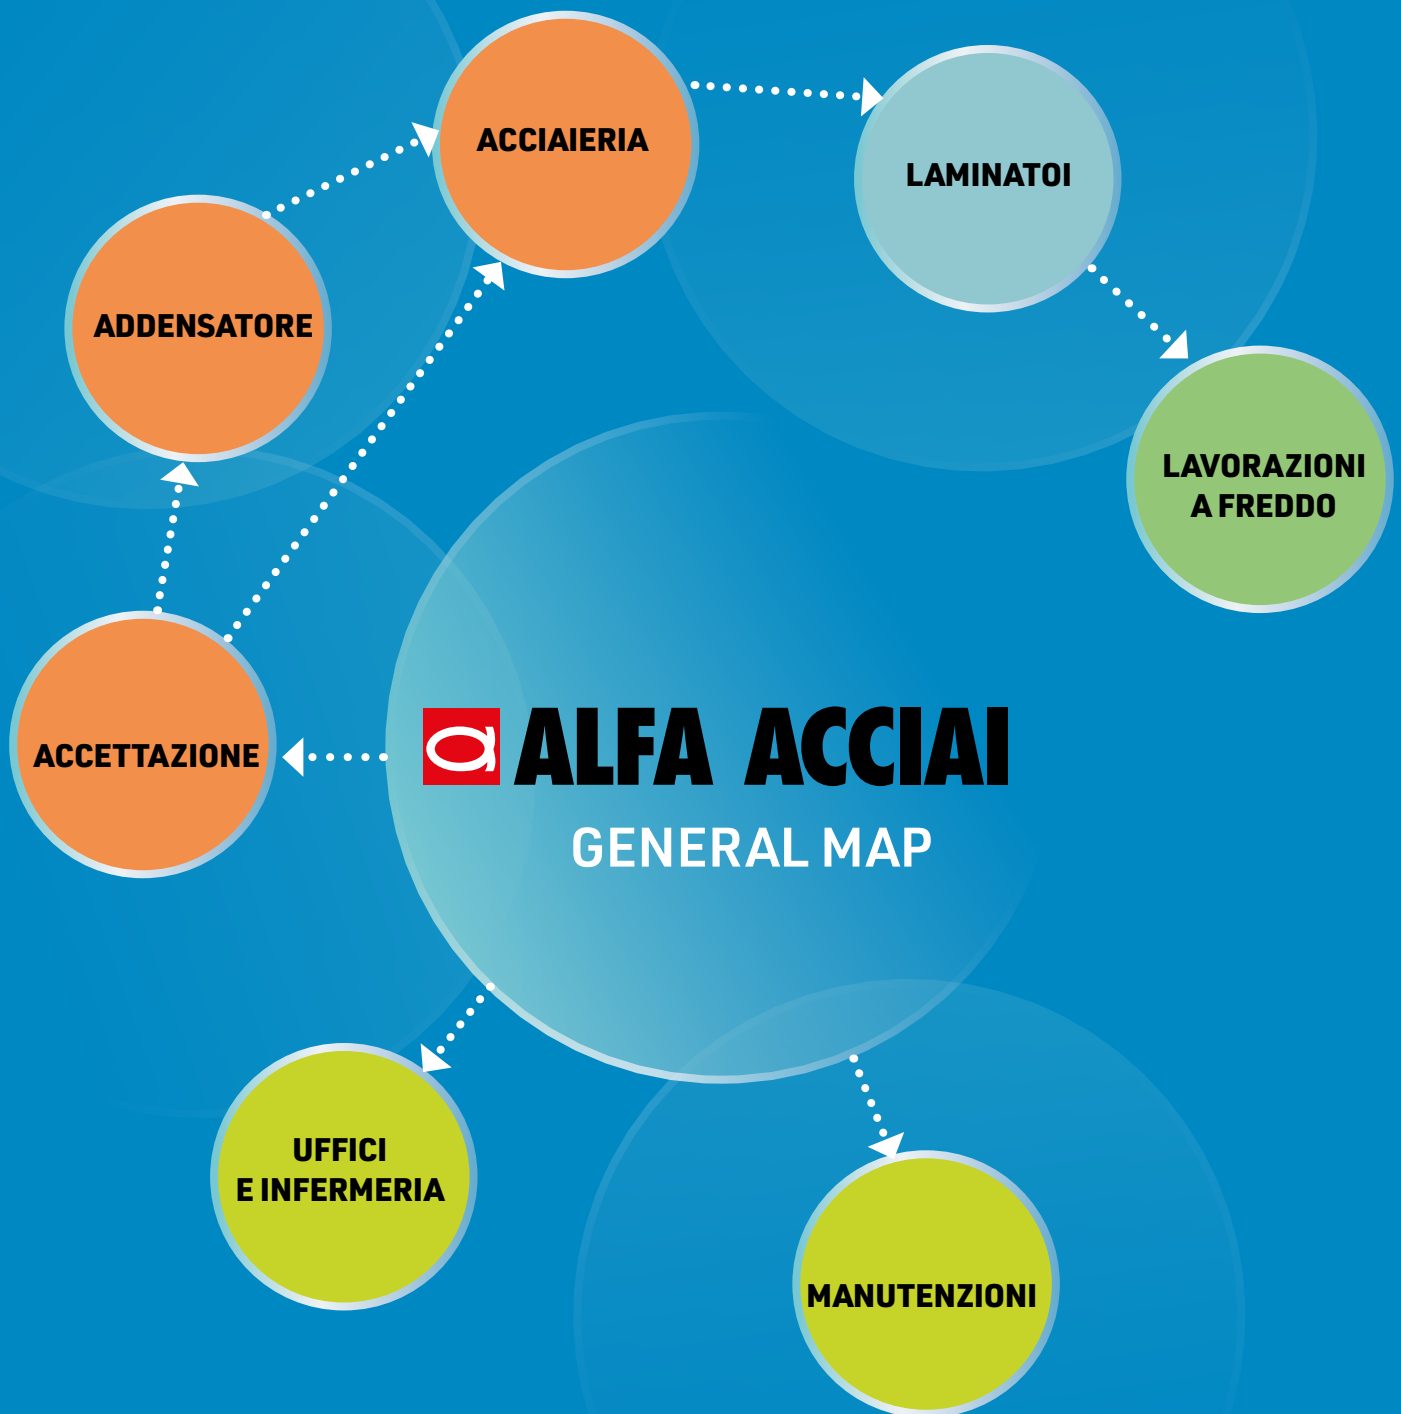 ACCIAIERIA
LAMINATOI
ADDENSATORE
LAVORAZIONI
A FREDDO
ACCETTAZIONE
a ALFA ACCIAI
GENERAL MAP
UFFICI
E INFERMERIA
MANUTENZIONI